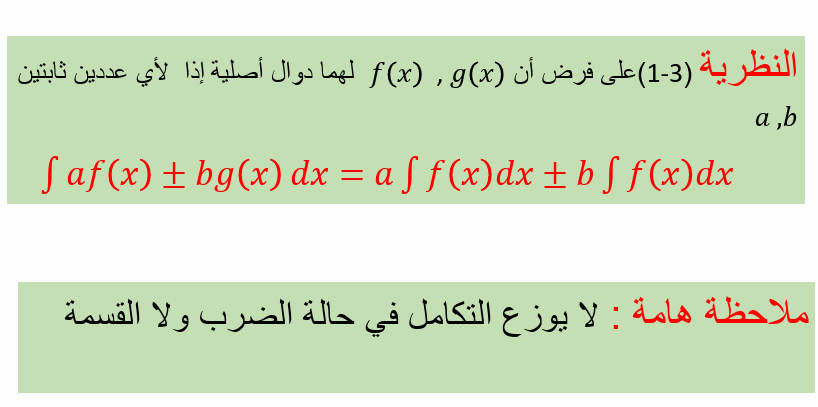 النظرية (1-3)على فرض أن f(x) , g(x) لهما دوال أصلية إذا لأي عددين ثابتين
a ,b
∫ af(x) ± bg(x) dx = a ∫ f(x)dx ± b ∫ f(x)dx
ملاحظة هامة : لا يوزع التكامل في حالة الضرب ولا القسمة